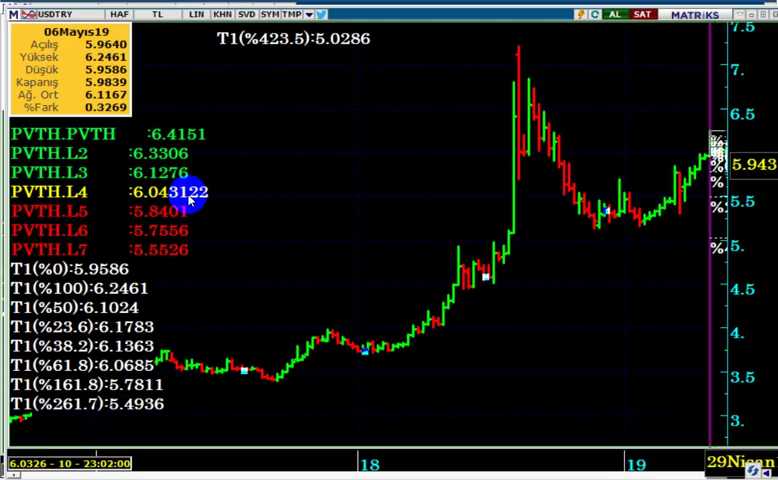 M USDTRY HAF TL LIN KHN SVD SYM TMP AL SAT MATRİKS
06Mayıs19
Açılış 5.9640
Yüksek 6.2461
Düşük 5.9586
Kapanış 5.9839
Ağ. Ort 6.1167
%Fark 0.3269
T1(%423.5):5.0286
PVTH.PVTH :6.4151
PVTH.L2 :6.3306
PVTH.L3 :6.1276
PVTH.L4 :6.043122
PVTH.L5 :5.8401
PVTH.L6 :5.7556
PVTH.L7 :5.5526
T1(%0):5.9586
T1(%100):6.2461
T1(%50):6.1024
T1(%23.6):6.1783
T1(%38.2):6.1363
T1(%61.8):6.0685
T1(%161.8):5.7811
T1(%261.7):5.4936
7.5
7.
6.5
6.
5.943
5.5
5.
4.5
4.
3.5
3.
6.0326 - 10 - 23:02:00
18
19
29Nisan